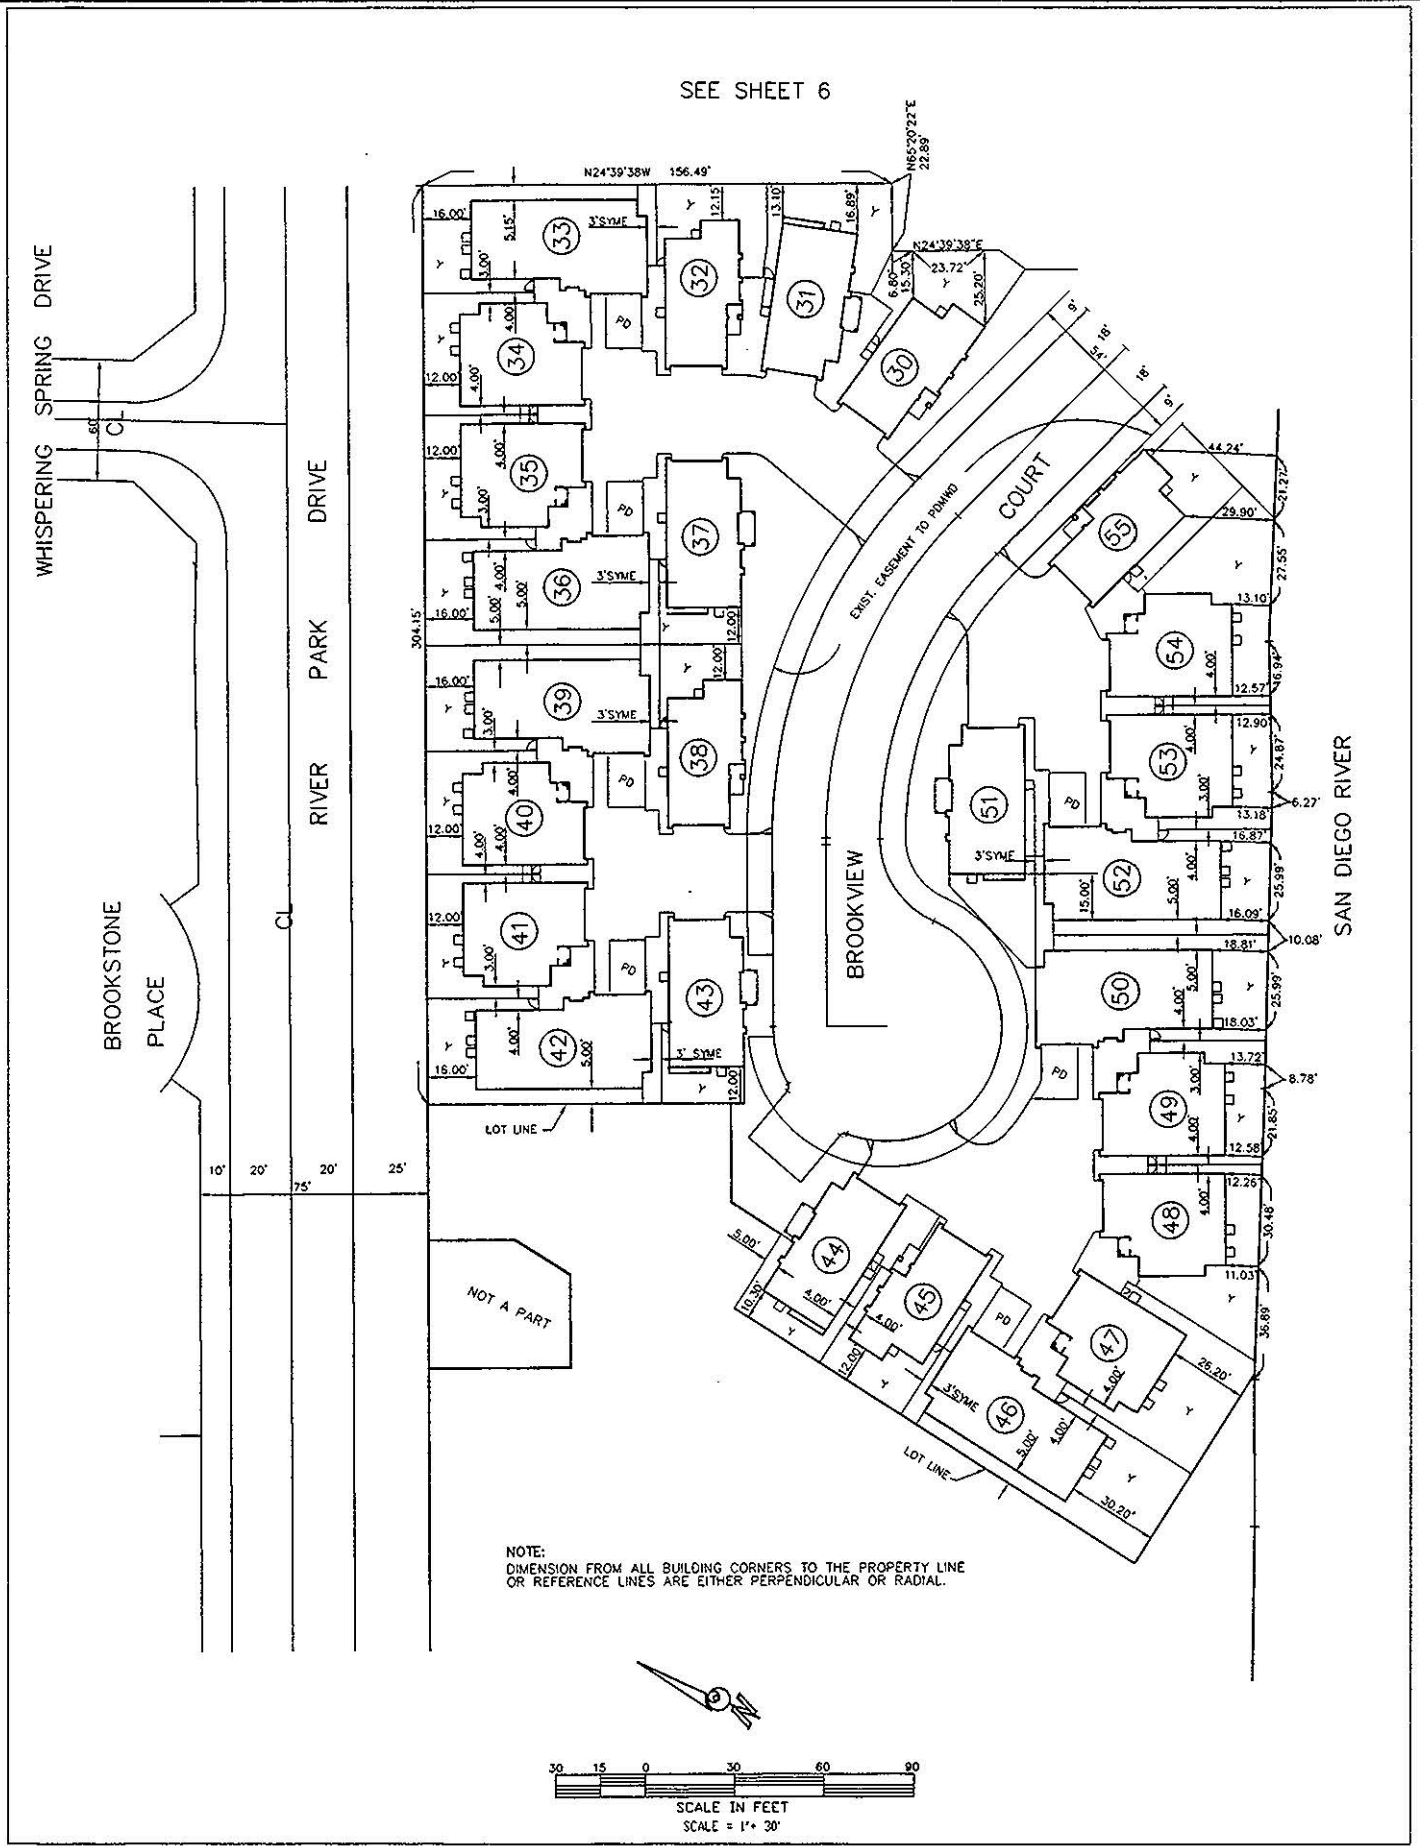 SEE SHEET 6
N24°39'38W 156.49'
N65°20'22"E
22.89'
N24°39'38"E
23.72'
6.80'
15.30'
25.20'
9'
18'
54'
18'
9'
WHISPERING SPRING DRIVE
60'
CL
RIVER PARK DRIVE
CL
BROOKSTONE
PLACE
304.15'
16.00'
5.15'
3.00'
33
3'SYME
Y
Y
12.15'
32
13.10'
31
16.89'
Y
Y
30
4.00'
34
Y
12.00'
4.00'
PD
12.00'
4.00'
35
Y
3.00'
PD
37
Y
4.00'
36
3'SYME
16.00'
5.00'
5.00'
Y
12.00'
16.00'
39
Y
3.00'
3'SYME
Y
12.00'
38
4.00'
40
Y
12.00'
4.00'
4.00'
PD
12.00'
41
Y
3.00'
PD
43
Y
4.00'
42
5.00'
16.00'
3' SYME
Y
12.00'
LOT LINE
EXIST. EASEMENT TO PDMWD
BROOKVIEW COURT
44.24'
21.27'
55
Y
29.90'
27.55'
Y
13.10'
54
4.00'
16.94'
12.57'
12.90'
4.00'
53
Y
24.87'
3.00'
6.27'
13.18'
16.87'
51
PD
3'SYME
15.00'
52
4.00'
5.00'
Y
25.99'
16.09'
10.08'
18.81'
50
5.00'
4.00'
Y
25.99'
18.03'
PD
13.72'
8.78'
3.00'
49
4.00'
Y
21.85'
12.58'
12.26'
4.00'
48
30.48'
11.03'
Y
36.89'
SAN DIEGO RIVER
10' 20' 20' 25'
75'
NOT A PART
5.00'
44
10.30'
4.00'
Y
45
4.00'
12.00'
Y
PD
47
26.20'
4.00'
Y
3'SYME
46
4.00'
5.00'
Y
LOT LINE
30.20'
NOTE:
DIMENSION FROM ALL BUILDING CORNERS TO THE PROPERTY LINE
OR REFERENCE LINES ARE EITHER PERPENDICULAR OR RADIAL.
N
30 15 0 30 60 90
SCALE IN FEET
SCALE = 1"= 30'